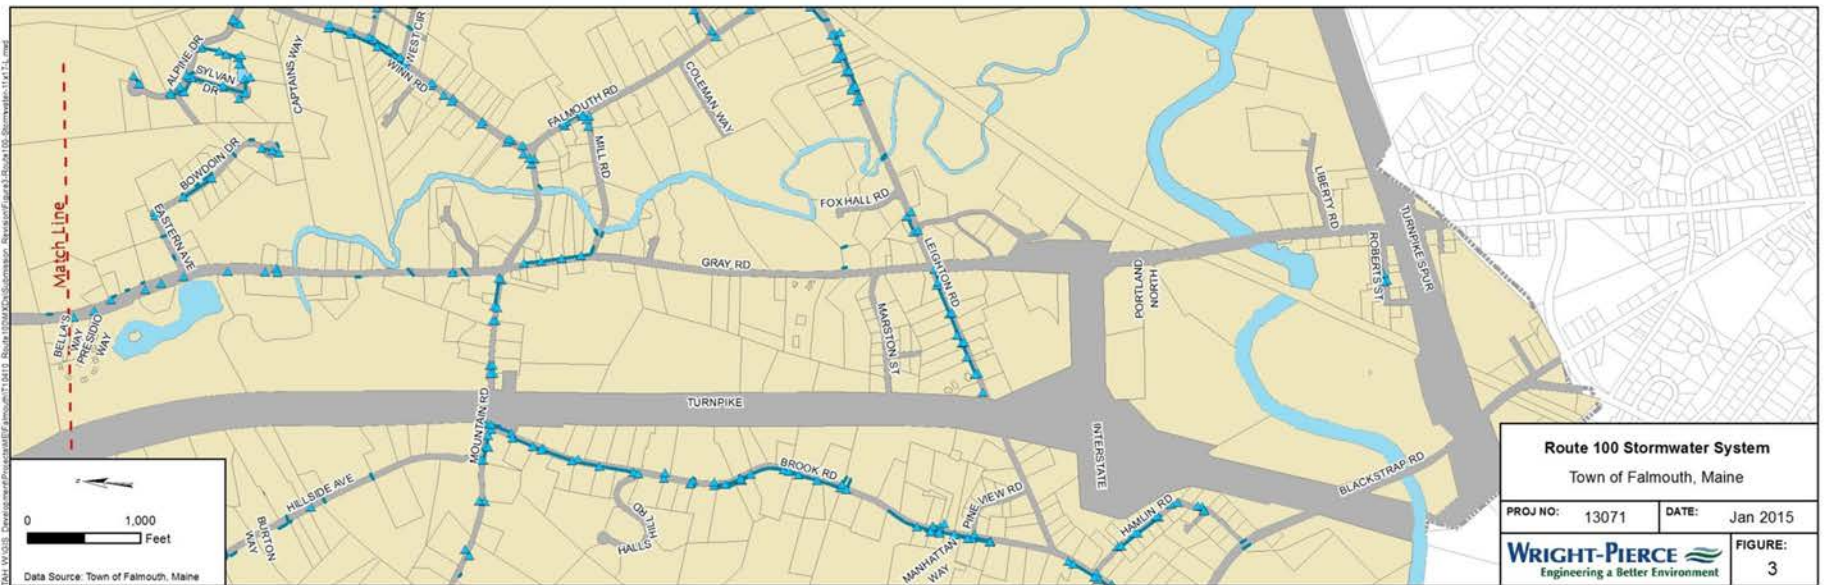 ALPINE DR
SYLVAN
DR
CAPTAINS WAY
WEST CIR
WINN RD
FALMOUTH RD
COLEMAN WAY
MILL RD
BOWDOIN DR
EASTERN AVE
Match Line
FOX HALL RD
LEIGHTON RD
GRAY RD
LIBERTY RD
TURNPIKE SPUR
ROBERTS ST
PORTLAND
NORTH
MARSTON ST
BELLA'S
WAY
PRESIDIO
WAY
TURNPIKE
MOUNTAIN RD
INTERSTATE
BROOK RD
HILLSIDE AVE
BURTON
WAY
HALLS
HILL RD
PINE VIEW RD
MANHATTAN
WAY
HAMLIN RD
BLACKSTRAP RD
0 1,000
Feet
Data Source: Town of Falmouth, Maine
Route 100 Stormwater System
Town of Falmouth, Maine
PROJ NO: 13071 DATE: Jan 2015
WRIGHT-PIERCE
Engineering a Better Environment
FIGURE:
3